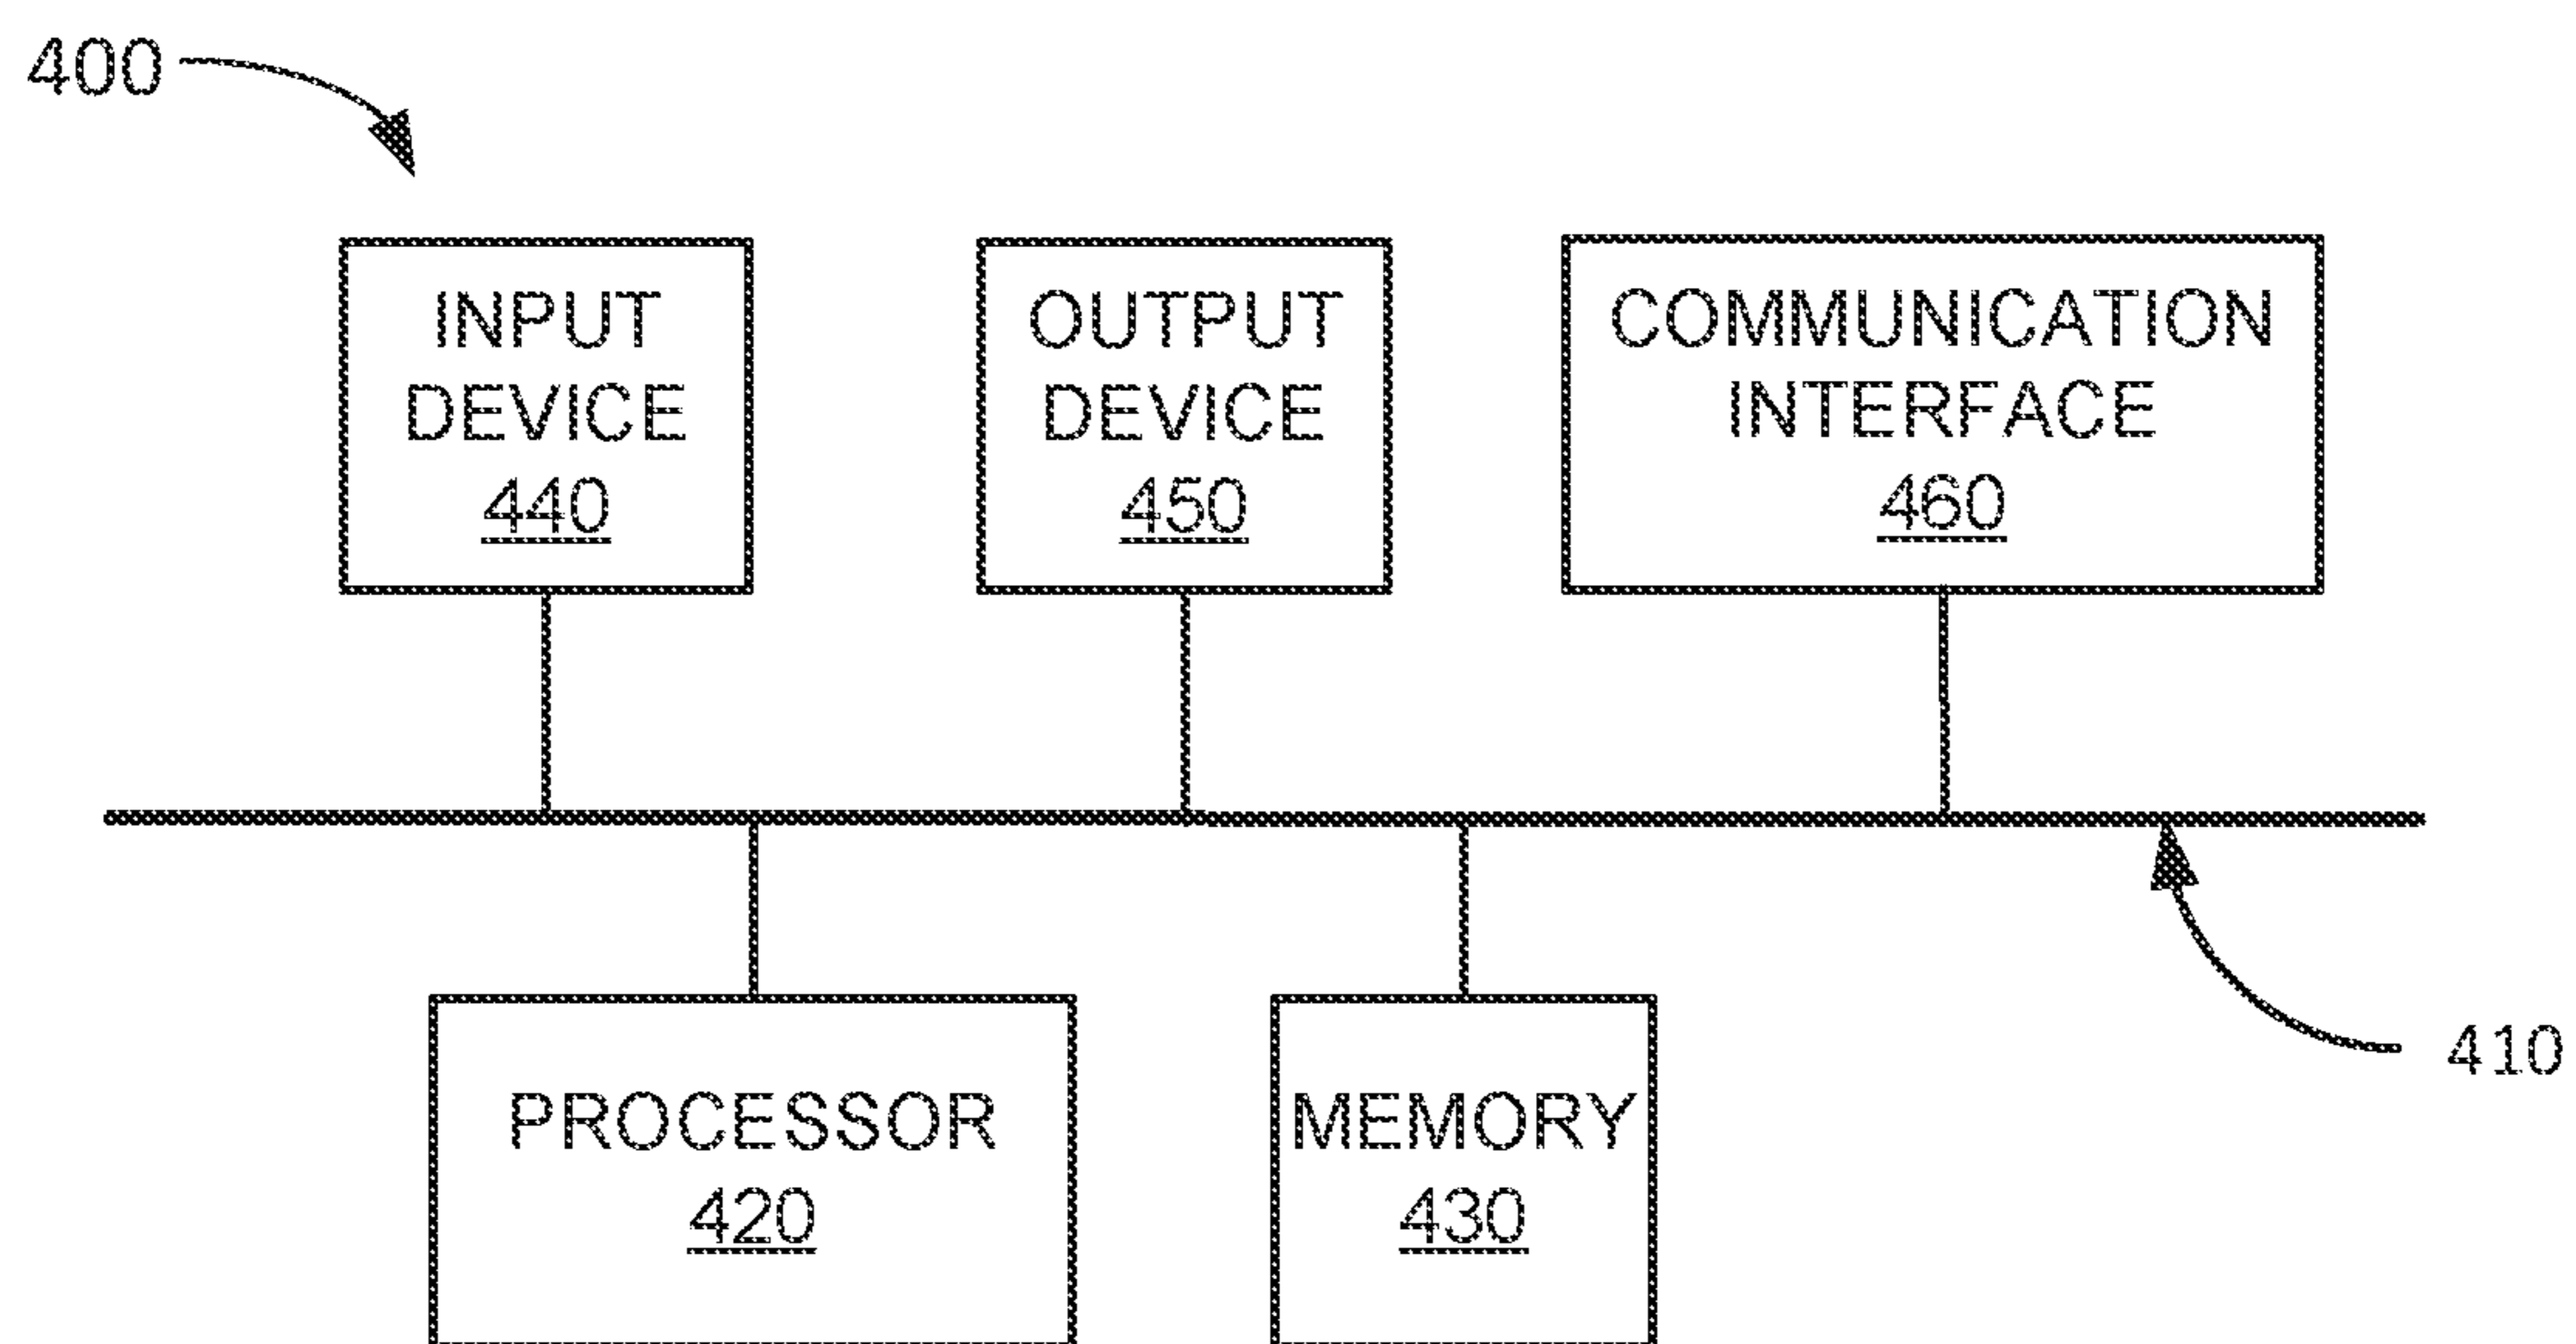 400
INPUT
DEVICE
440
OUTPUT
DEVICE
450
COMMUNICATION
INTERFACE
460
PROCESSOR
420
MEMORY
430
410